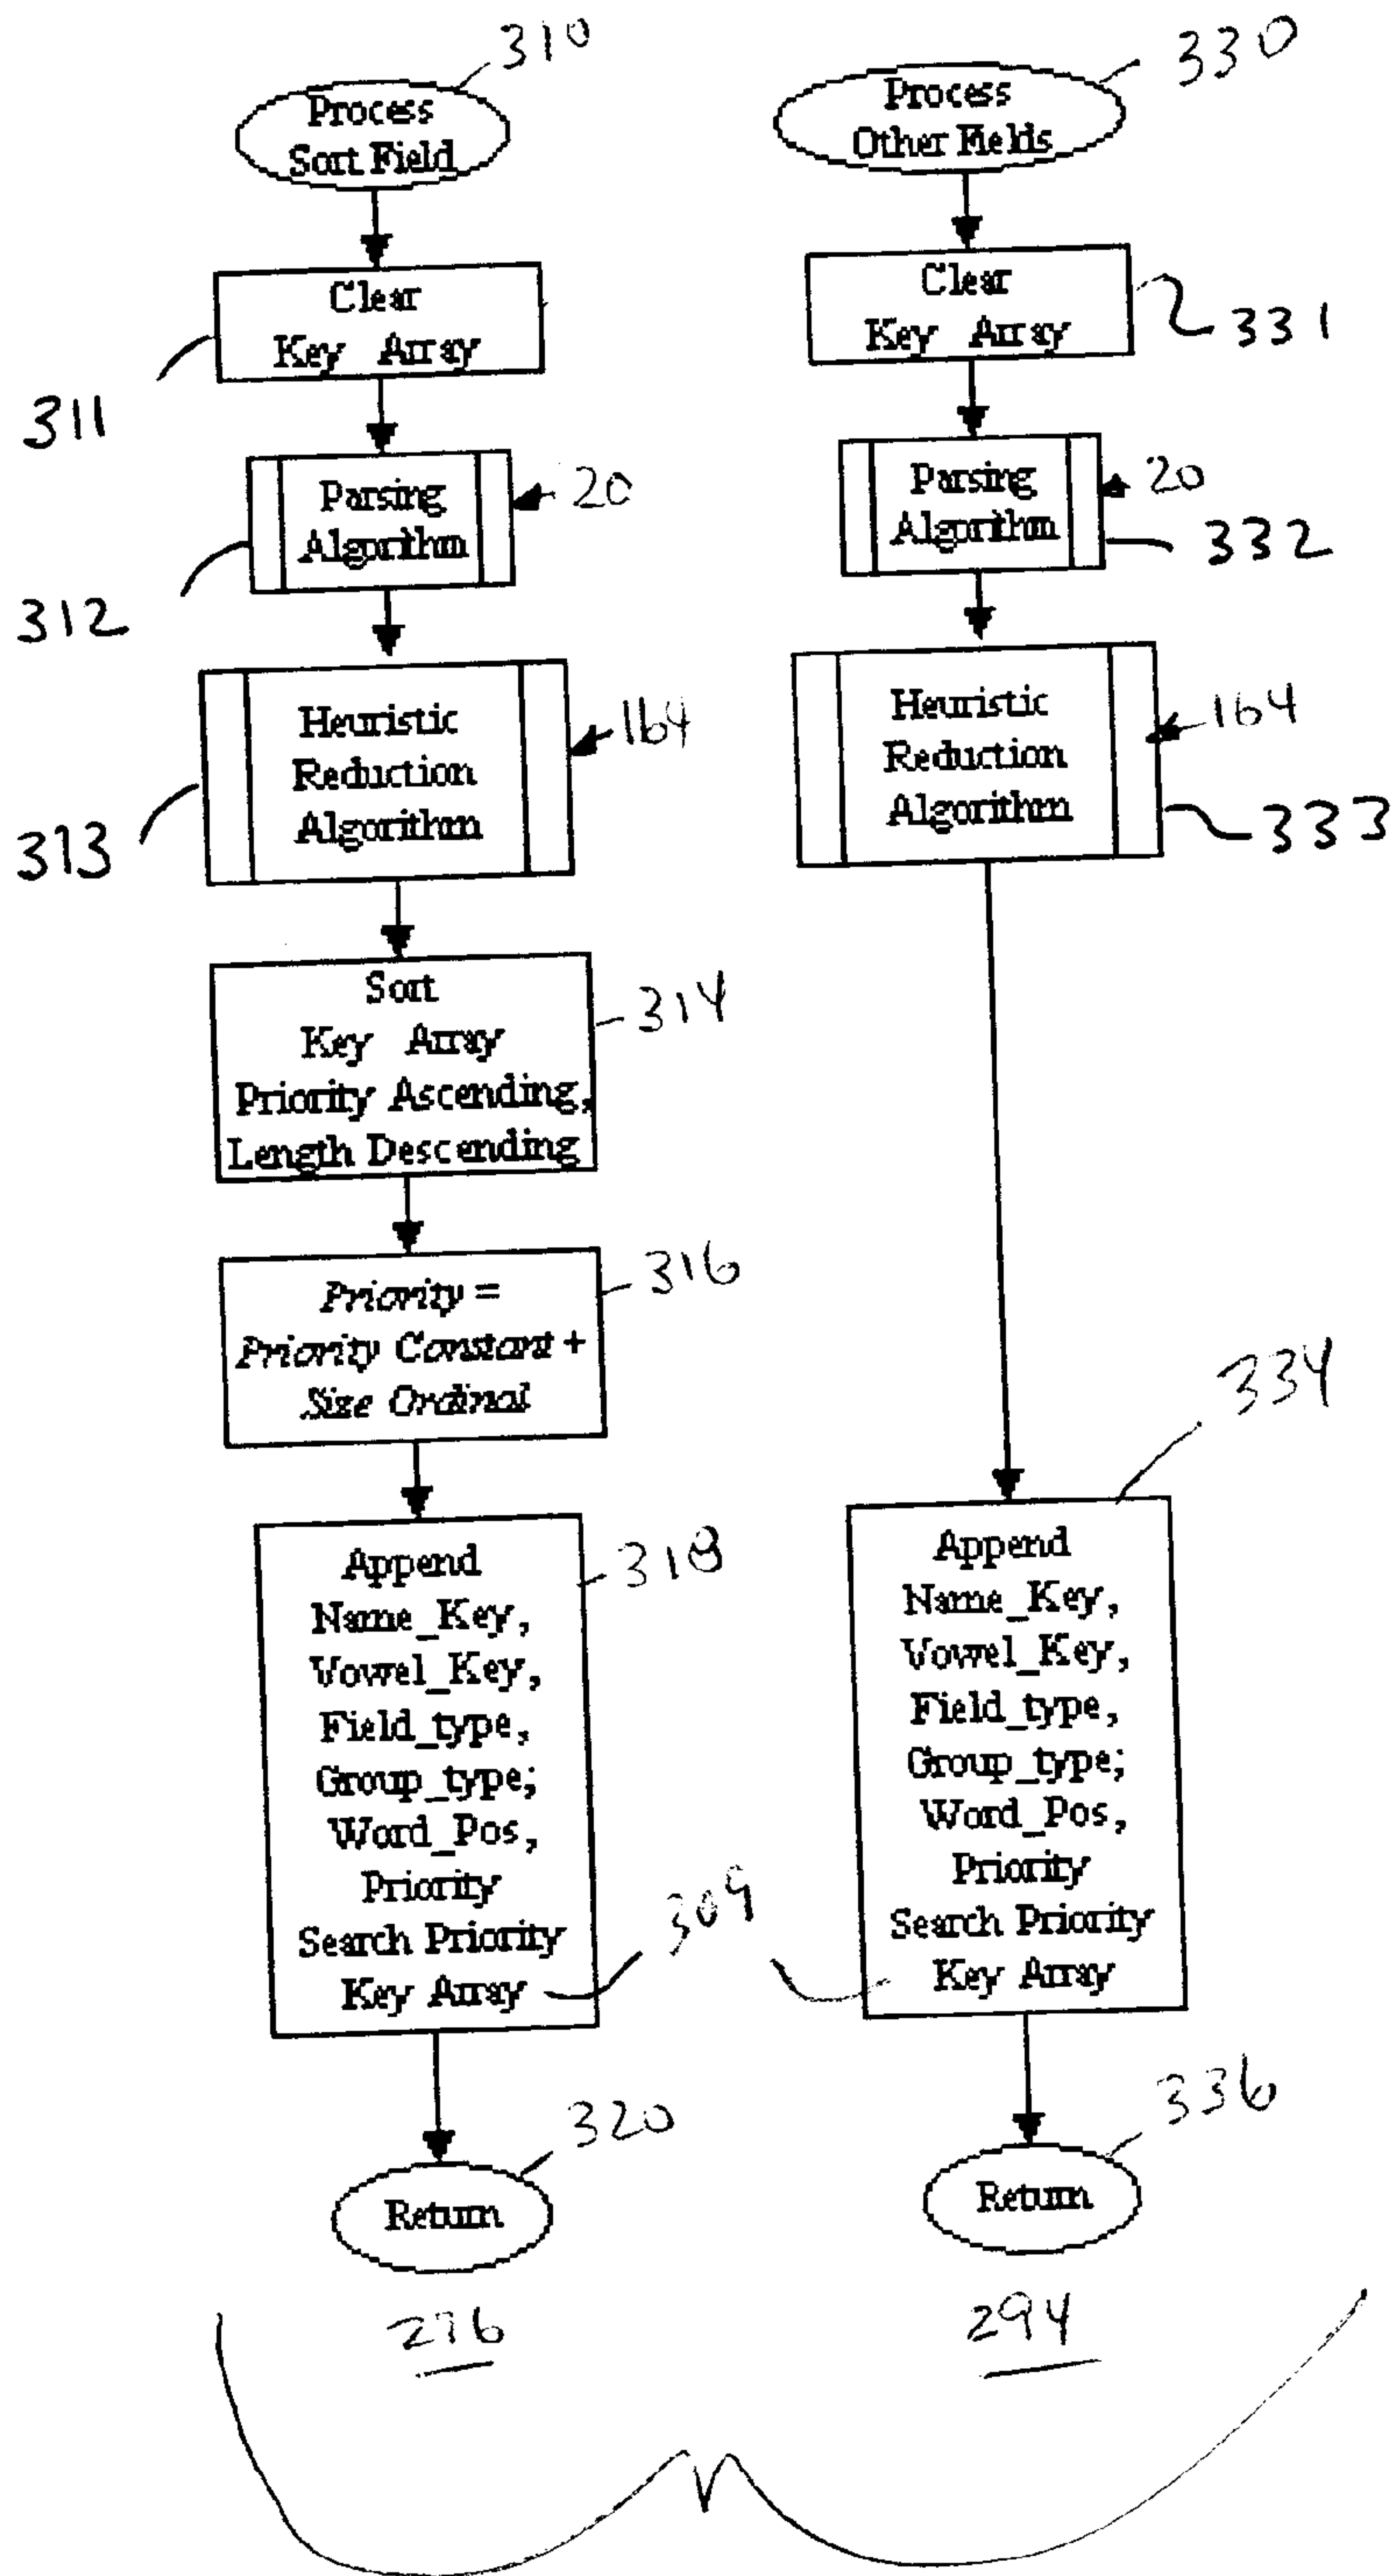 310
Process
Sort Field
Clear
Key Array
311
Parsing
Algorithm
20
312
Heuristic
Reduction
Algorithm
164
313
Sort
Key Array
Priority Ascending,
Length Descending
314
Priority =
Priority Constant +
Size Ordinal
316
Append
Name_Key,
Vowel_Key,
Field_type,
Group_type;
Word_Pos,
Priority
Search Priority
Key Array
318
309
Return
320
276
330
Process
Other Fields
Clear
Key Array
331
Parsing
Algorithm
20
332
Heuristic
Reduction
Algorithm
164
333
334
Append
Name_Key,
Vowel_Key,
Field_type,
Group_type;
Word_Pos,
Priority
Search Priority
Key Array
Return
336
294